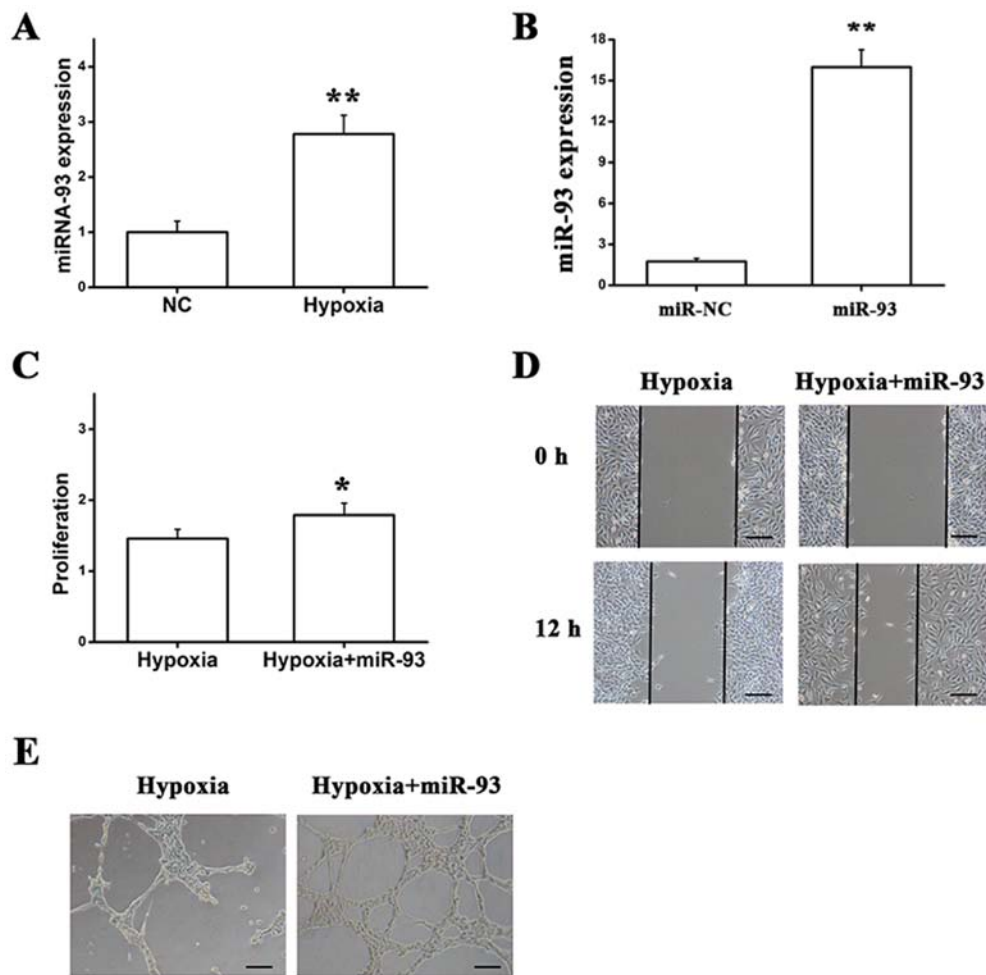 A
miRNA-93 expression
4
3
2
1
0
**
NC
Hypoxia
B
miR-93 expression
18
15
12
9
6
3
0
**
miR-NC
miR-93
C
Proliferation
3
2
1
0
*
Hypoxia
Hypoxia+miR-93
D
Hypoxia
Hypoxia+miR-93
0 h
12 h
E
Hypoxia
Hypoxia+miR-93